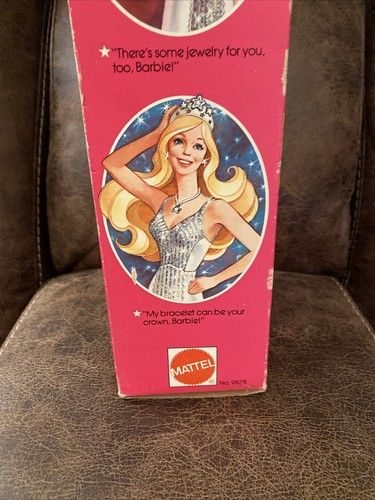 ★"There's some jewelry for you,
too, Barbie!"
★"My bracelet can be your
crown, Barbie!"
MATTEL
®
No. 9828